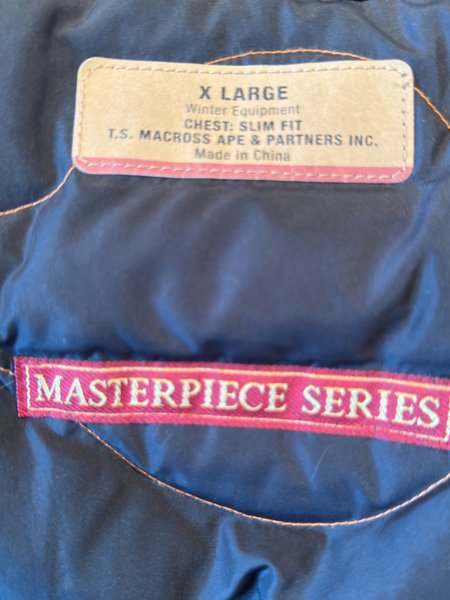 X LARGE
Winter Equipment
CHEST: SLIM FIT
T.S. MACROSS APE & PARTNERS INC.
Made in China
MASTERPIECE SERIES